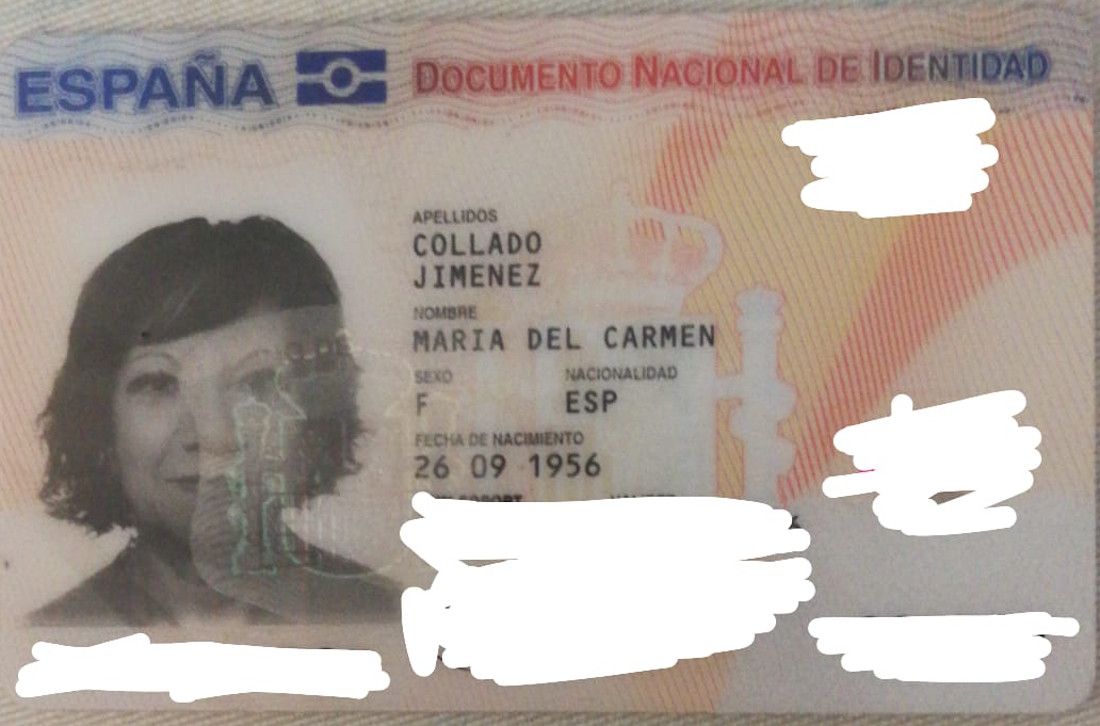 ESPAÑA
DOCUMENTO NACIONAL DE IDENTIDAD
APELLIDOS
COLLADO
JIMENEZ
NOMBRE
MARIA DEL CARMEN
SEXO NACIONALIDAD
F ESP
FECHA DE NACIMIENTO
26 09 1956